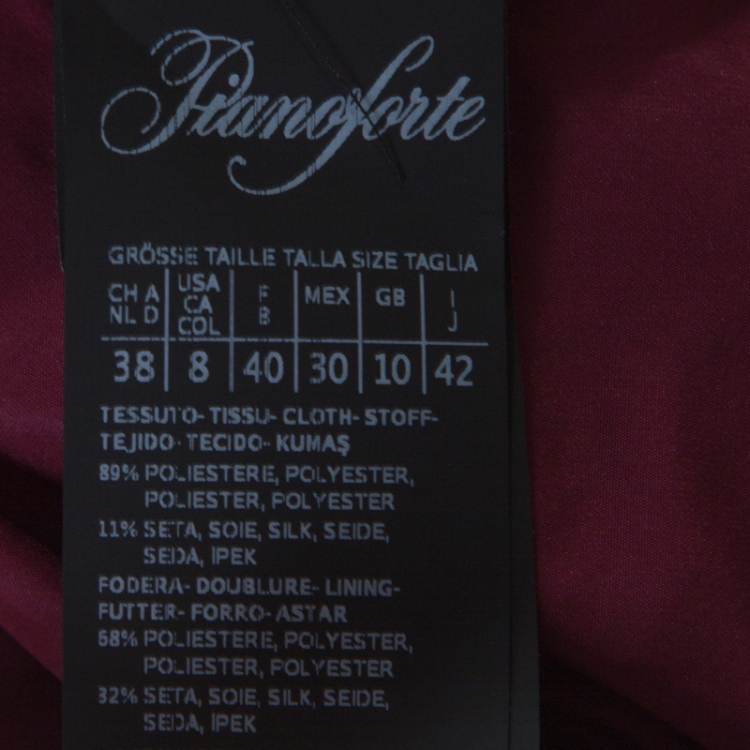 Pianoforte
GRÖSSE TAILLE TALLA SIZE TAGLIA
CH A NL D USA CA COL F B MEX GB I J
38 8 40 30 10 42
TESSUTO- TISSU- CLOTH- STOFF-
TEJIDO- TECIDO- KUMAŞ
89% POLIESTERE, POLYESTER,
POLIESTER, POLYESTER
11% SETA, SOIE, SILK, SEIDE,
SEDA, IPEK
FODERA- DOUBLURE- LINING-
FUTTER- FORRO- ASTAR
68% POLIESTERE, POLYESTER,
POLIESTER, POLYESTER
32% SETA, SOIE, SILK, SEIDE,
SEDA, IPEK